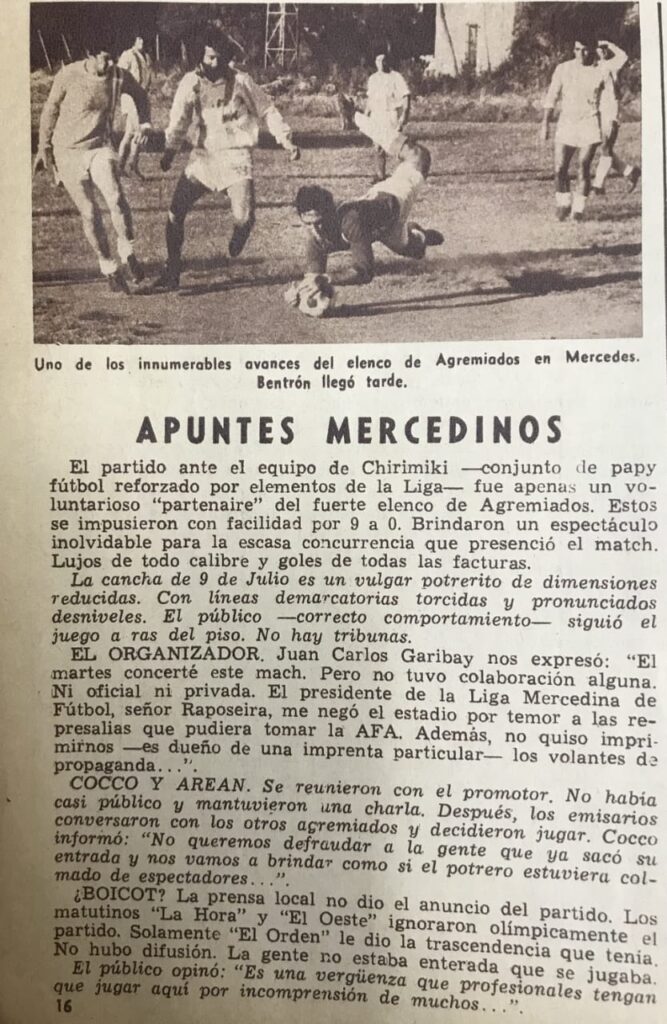 Uno de los innumerables avances del elenco de Agremiados en Mercedes.
Bentrón llegó tarde.
APUNTES MERCEDINOS
El partido ante el equipo de Chirimiki —conjunto de papy
fútbol reforzado por elementos de la Liga— fue apenas un vo-
luntarioso "partenaire" del fuerte elenco de Agremiados. Estos
se impusieron con facilidad por 9 a 0. Brindaron un espectáculo
inolvidable para la escasa concurrencia que presenció el match.
Lujos de todo calibre y goles de todas las facturas.
La cancha de 9 de Julio es un vulgar potrerito de dimensiones
reducidas. Con líneas demarcatorias torcidas y pronunciados
desniveles. El público —correcto comportamiento— siguió el
juego a ras del piso. No hay tribunas.
EL ORGANIZADOR. Juan Carlos Garibay nos expresó: "El
martes concerté este mach. Pero no tuvo colaboración alguna.
Ni oficial ni privada. El presidente de la Liga Mercedina de
Fútbol, señor Raposeira, me negó el estadio por temor a las re-
presalias que pudiera tomar la AFA. Además, no quiso impri-
mirnos —es dueño de una imprenta particular— los volantes de
propaganda...".
COCCO Y AREAN. Se reunieron con el promotor. No había
casi público y mantuvieron una charla. Después, los emisarios
conversaron con los otros agremiados y decidieron jugar. Cocco
informó: "No queremos defraudar a la gente que ya sacó su
entrada y nos vamos a brindar como si el potrero estuviera col-
mado de espectadores...".
¿BOICOT? La prensa local no dio el anuncio del partido. Los
matutinos "La Hora" y "El Oeste" ignoraron olímpicamente el
partido. Solamente "El Orden" le dio la trascendencia que tenía.
No hubo difusión. La gente no estaba enterada que se jugaba.
El público opinó: "Es una vergüenza que profesionales tengan
que jugar aquí por incomprensión de muchos...".
16